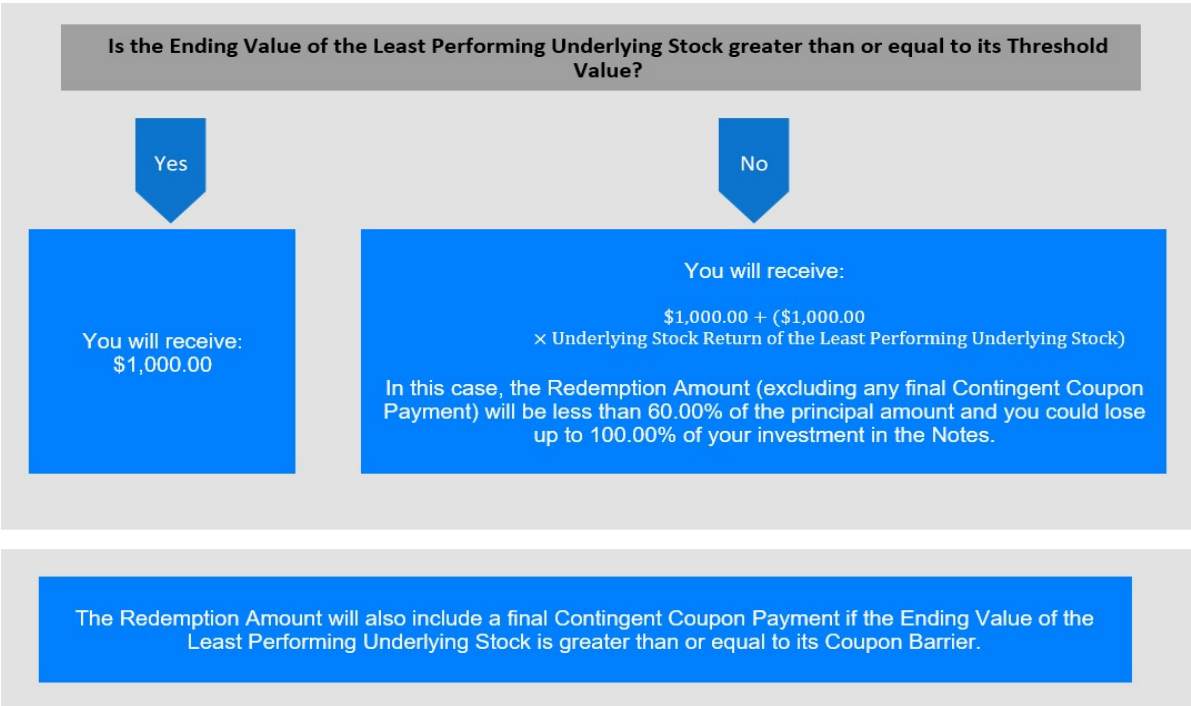 Is the Ending Value of the Least Performing Underlying Stock greater than or equal to its Threshold
Value?
Yes
No
You will receive:
$1,000.00
You will receive:
$1,000.00 + ($1,000.00
× Underlying Stock Return of the Least Performing Underlying Stock)
In this case, the Redemption Amount (excluding any final Contingent Coupon
Payment) will be less than 60.00% of the principal amount and you could lose
up to 100.00% of your investment in the Notes.
The Redemption Amount will also include a final Contingent Coupon Payment if the Ending Value of the
Least Performing Underlying Stock is greater than or equal to its Coupon Barrier.